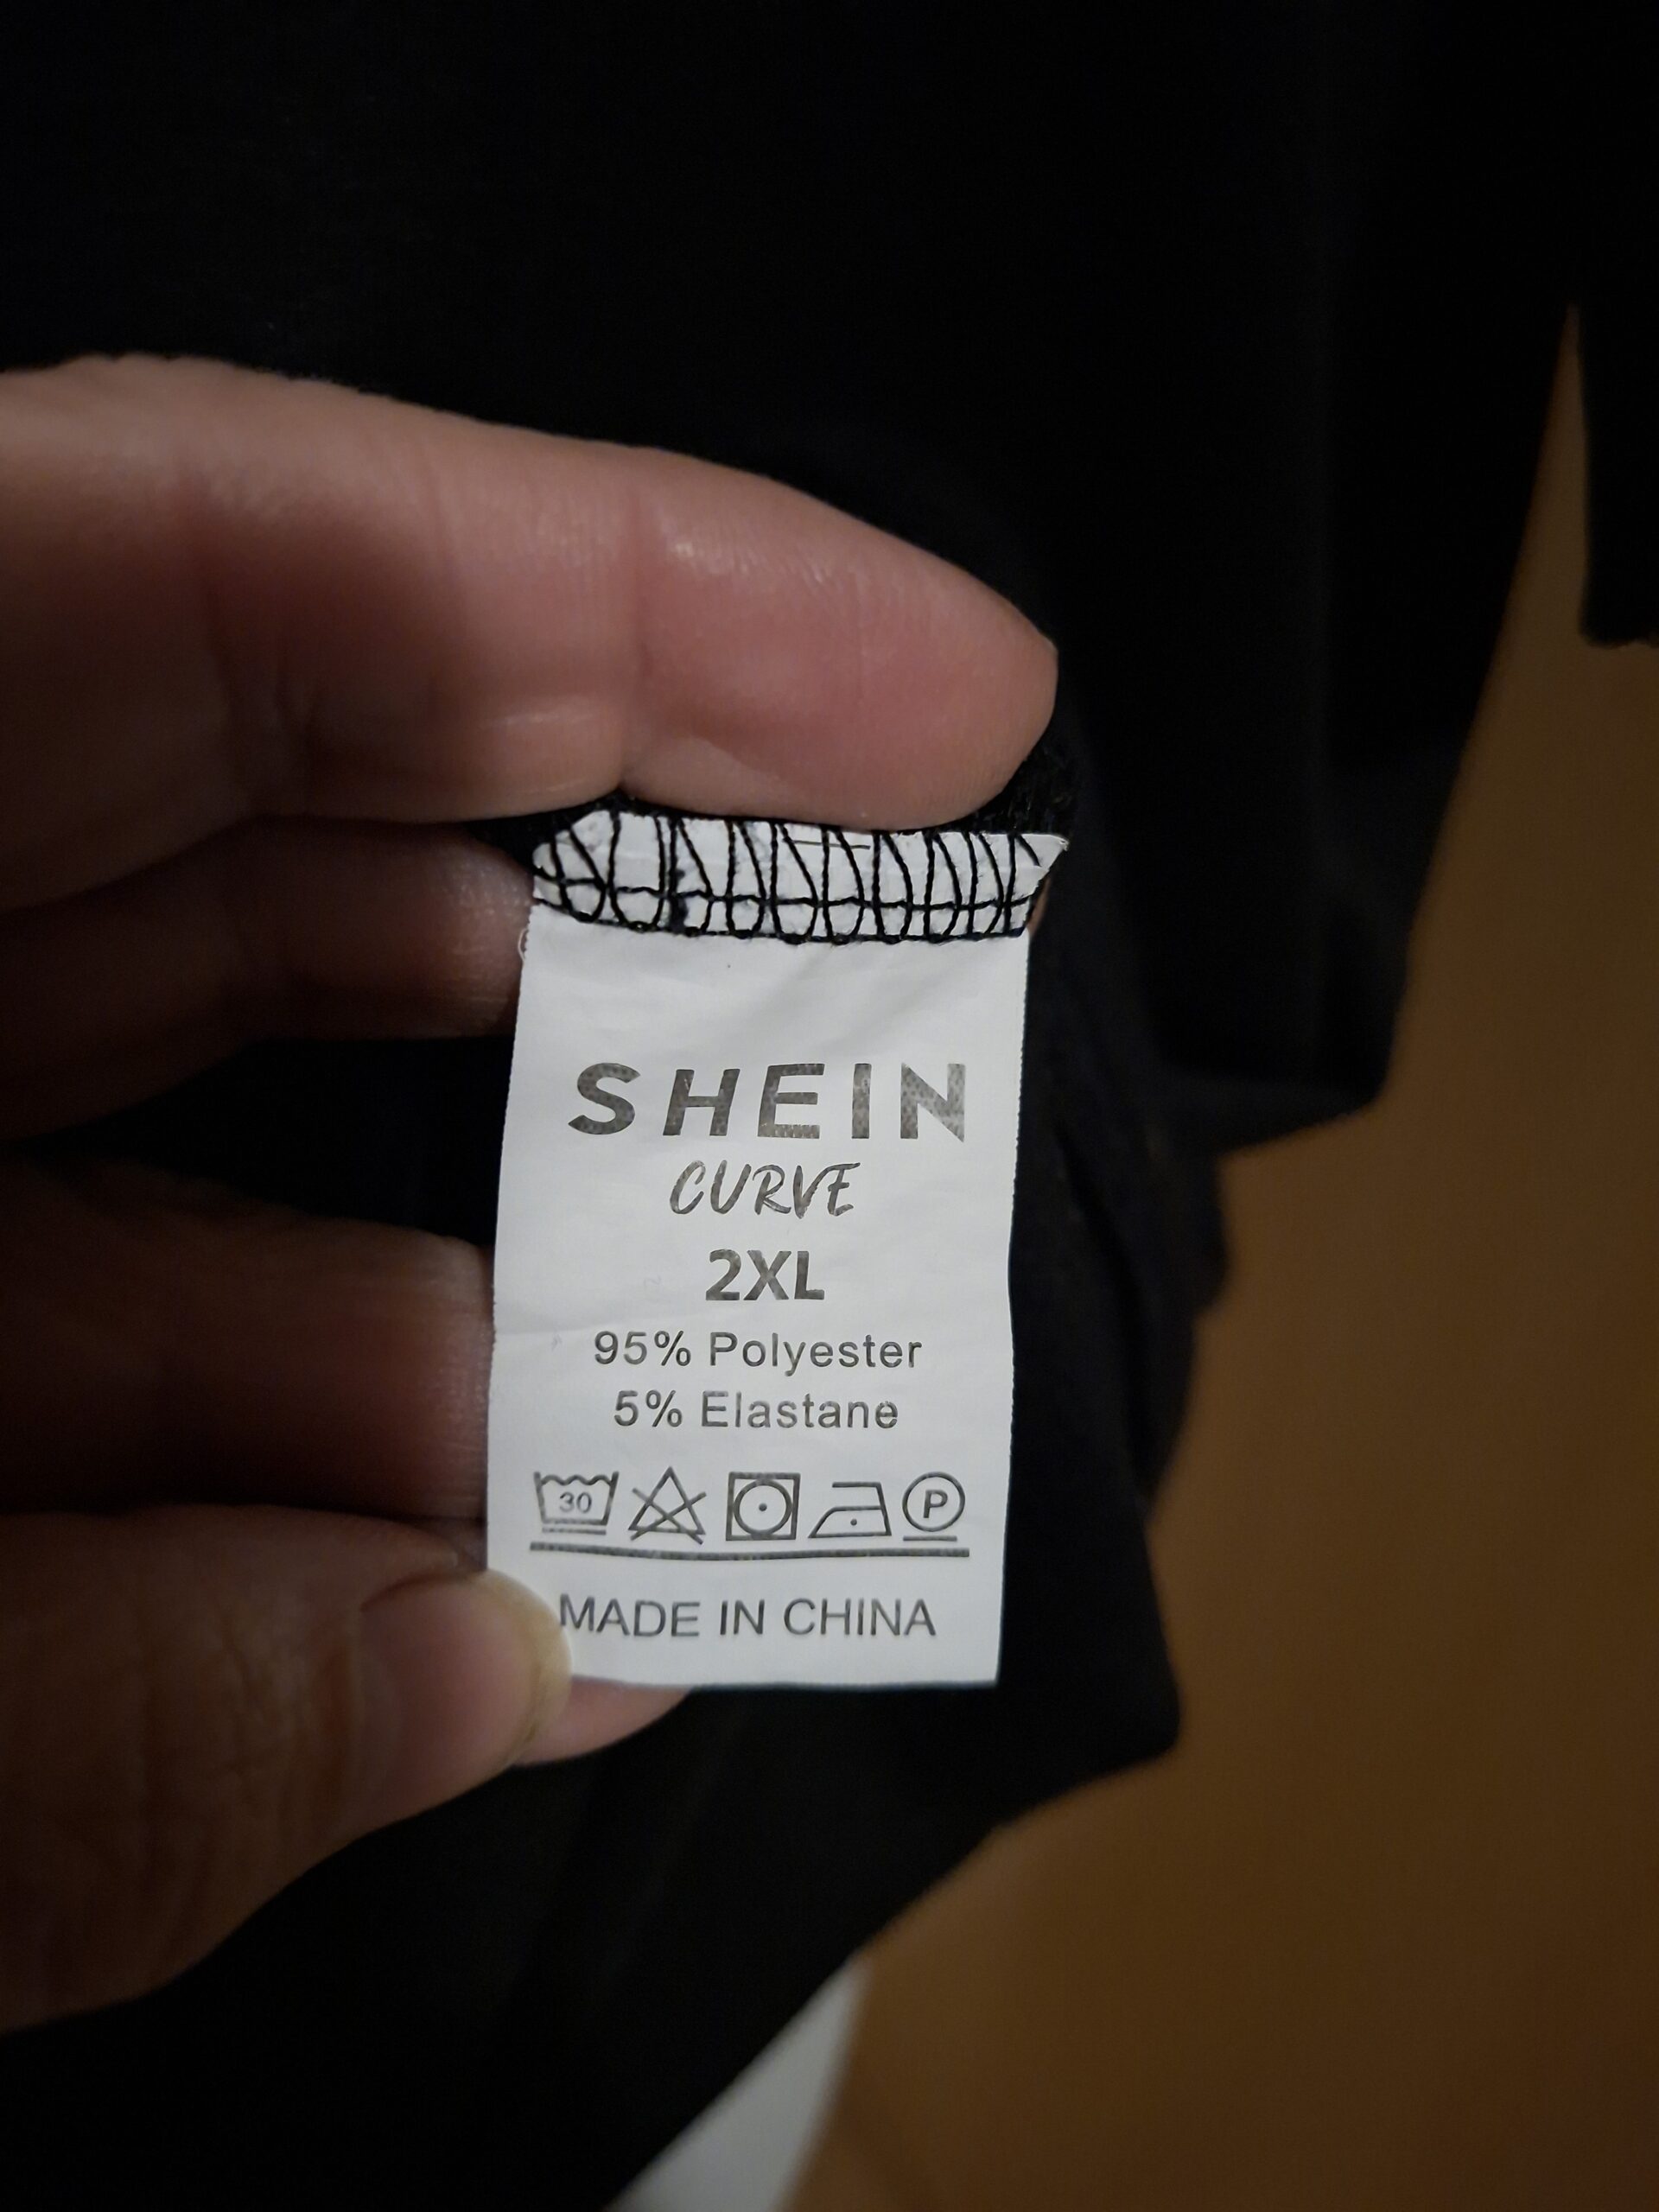 SHEIN
CURVE
2XL
95% Polyester
5% Elastane
30 P
MADE IN CHINA